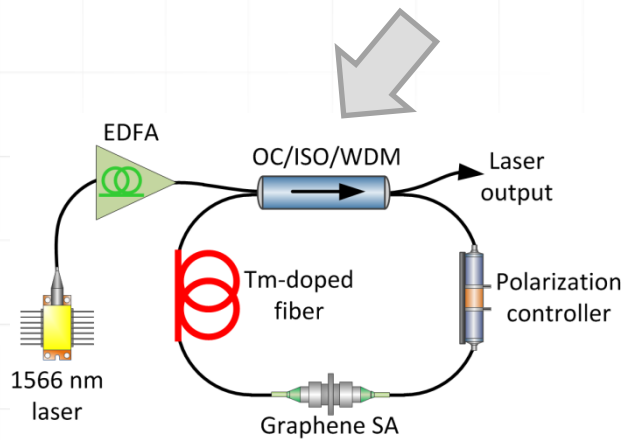 EDFA
OC/ISO/WDM
Laser
output
Tm-doped
fiber
Polarization
controller
1566 nm
laser
Graphene SA